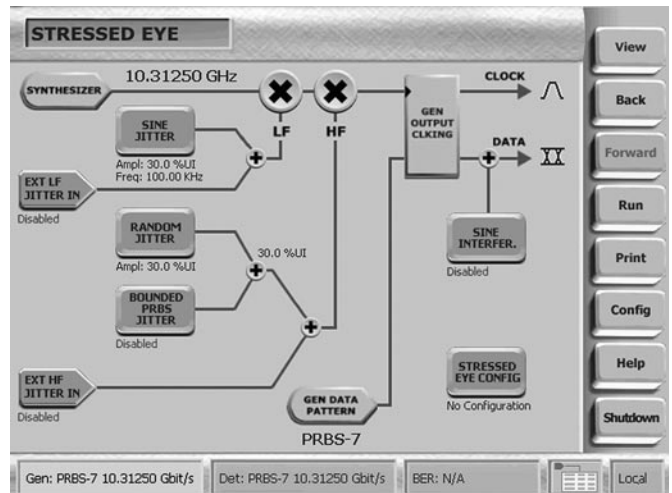 STRESSED EYE
SYNTHESIZER
10.31250 GHz
LF
HF
CLOCK
GEN
OUTPUT
CLKING
DATA
SINE
JITTER
Ampl: 30.0 %UI
Freq: 100.00 KHz
EXT LF
JITTER IN
Disabled
RANDOM
JITTER
Ampl: 30.0 %UI
30.0 %UI
SINE
INTERFER.
Disabled
BOUNDED
PRBS
JITTER
Disabled
EXT HF
JITTER IN
Disabled
STRESSED
EYE CONFIG
No Configuration
GEN DATA
PATTERN
PRBS-7
View
Back
Forward
Run
Print
Config
Help
Shutdown
Gen: PRBS-7 10.31250 Gbit/s
Det: PRBS-7 10.31250 Gbit/s
BER: N/A
Local